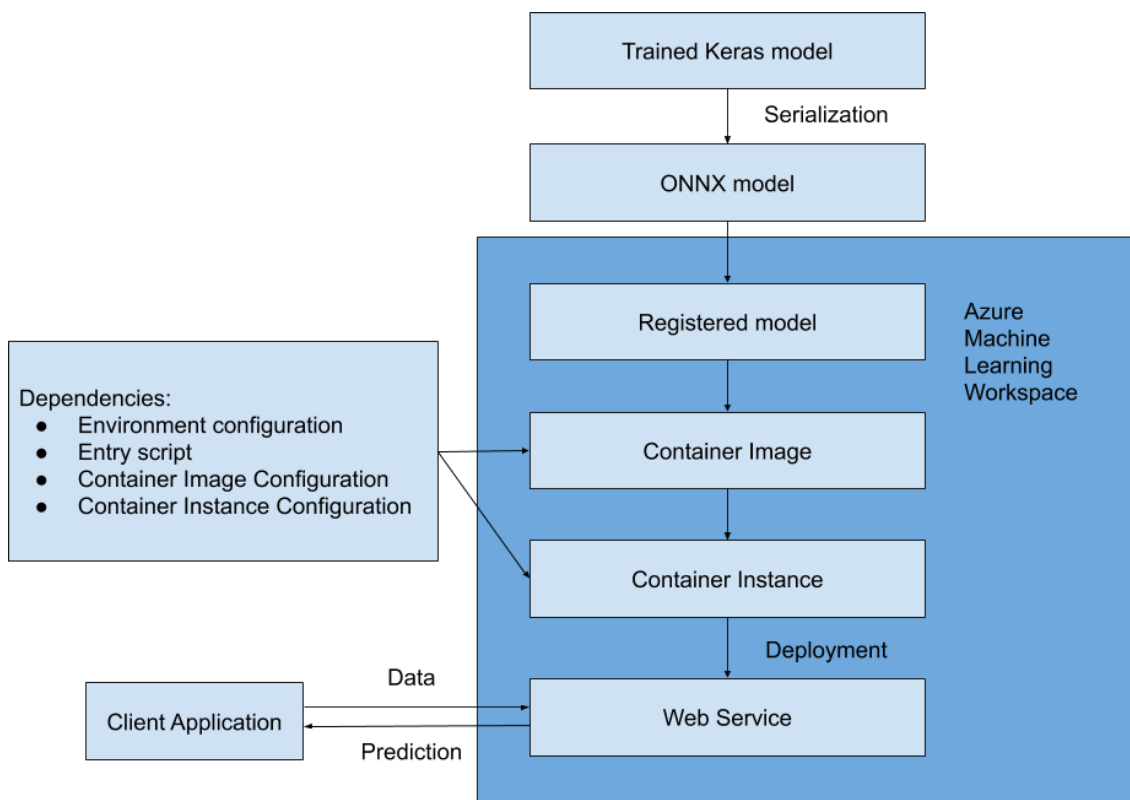 Trained Keras model
Serialization
ONNX model
Registered model
Azure
Machine
Learning
Workspace
Dependencies:
● Environment configuration
● Entry script
● Container Image Configuration
● Container Instance Configuration
Container Image
Container Instance
Deployment
Data
Client Application
Web Service
Prediction